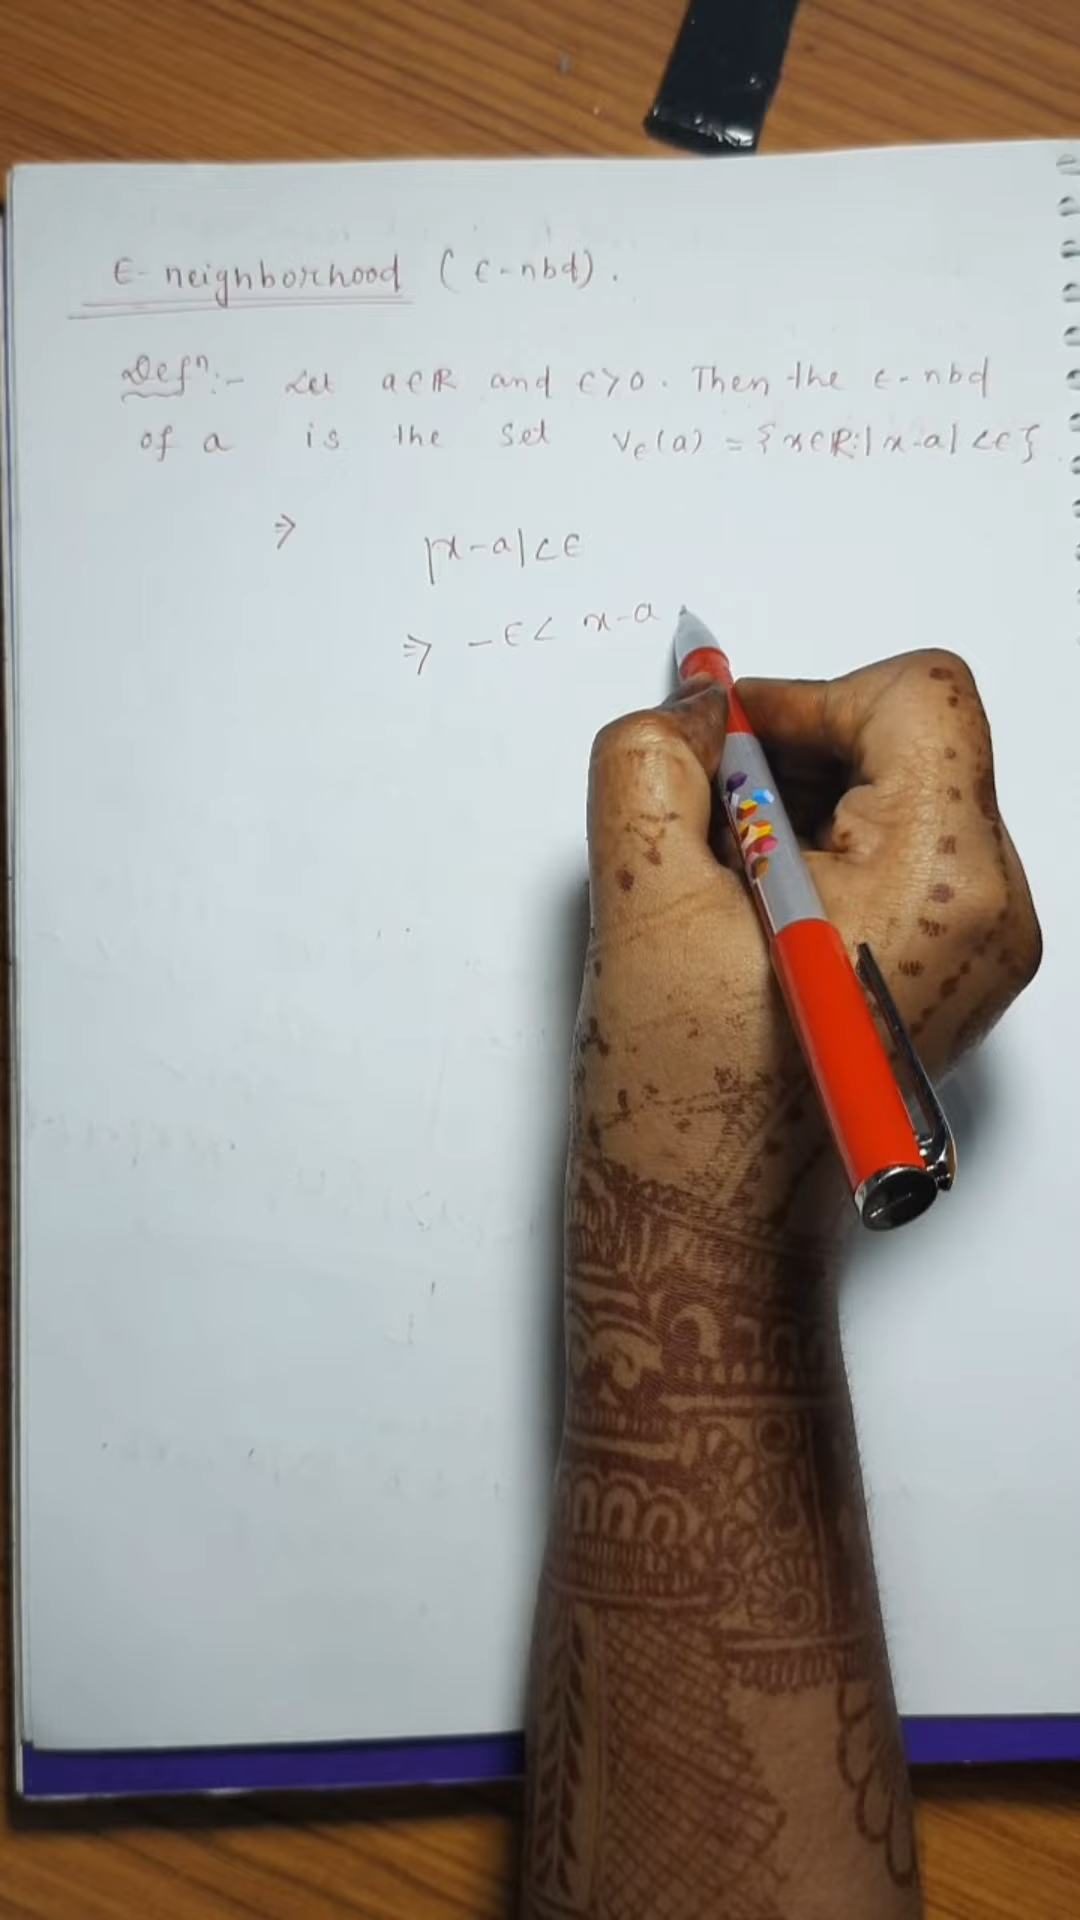 ϵ- neighborhood ( ϵ-nbd) .
Defⁿ:- Let a∈ℝ and ϵ>0. Then the ϵ-nbd
of a is the set Vϵ(a) = {x∈ℝ:|x-a|<ϵ}.
⇒ |x-a|<ϵ
⇒ -ϵ< x-a